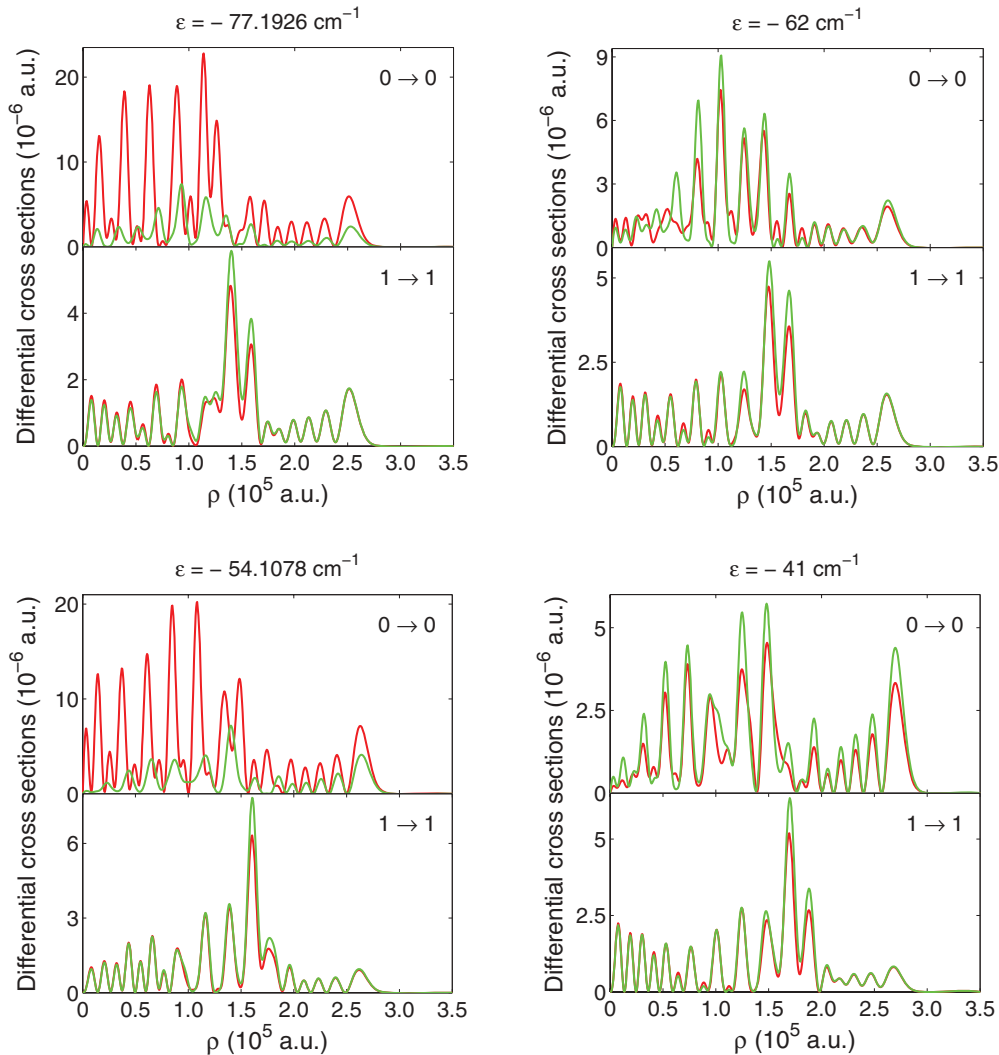 ε = − 77.1926 cm⁻¹
Differential cross sections (10⁻⁶ a.u.)
20
10
0
0 → 0
4
2
0
1 → 1
0 0.5 1.0 1.5 2.0 2.5 3.0 3.5
ρ (10⁵ a.u.)
ε = − 62 cm⁻¹
Differential cross sections (10⁻⁶ a.u.)
9
6
3
0
0 → 0
5
2.5
0
1 → 1
0 0.5 1.0 1.5 2.0 2.5 3.0 3.5
ρ (10⁵ a.u.)
ε = − 54.1078 cm⁻¹
Differential cross sections (10⁻⁶ a.u.)
20
10
0
0 → 0
6
3
0
1 → 1
0 0.5 1.0 1.5 2.0 2.5 3.0 3.5
ρ (10⁵ a.u.)
ε = − 41 cm⁻¹
Differential cross sections (10⁻⁶ a.u.)
5
2.5
0
0 → 0
5
2.5
0
1 → 1
0 0.5 1.0 1.5 2.0 2.5 3.0 3.5
ρ (10⁵ a.u.)